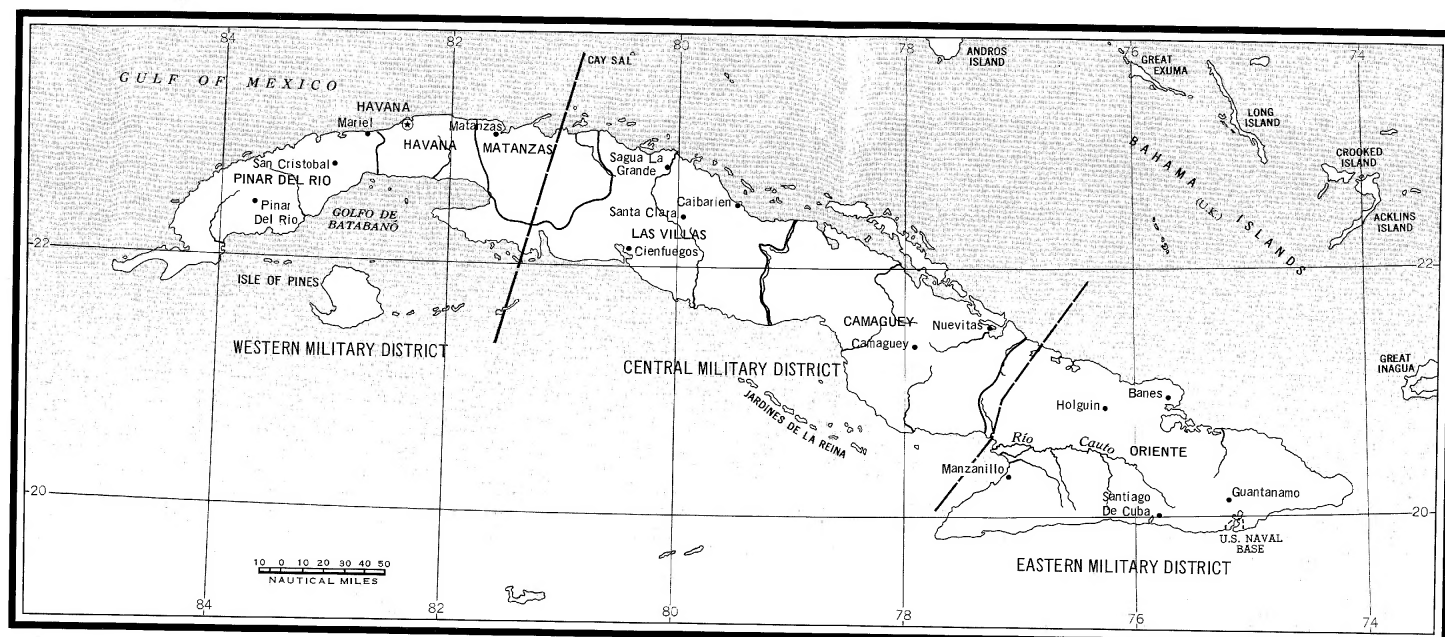 84
82
80
78
76
74
CAY SAL
ANDROS
ISLAND
GREAT
EXUMA
GULF OF MEXICO
LONG
ISLAND
HAVANA
Mariel
Matanzas
HAVANA
MATANZAS
BAHAMA
(U.K.)
ISLANDS
CROOKED
ISLAND
San Cristobal
PINAR DEL RIO
Sagua La
Grande
Pinar
Del Rio
GOLFO DE
BATABANÓ
Santa Clara
Caibarien
LAS VILLAS
Cienfuegos
ACKLINS
ISLAND
22
22
ISLE OF PINES
CAMAGUEY
Nuevitas
Camaguey
WESTERN MILITARY DISTRICT
CENTRAL MILITARY DISTRICT
GREAT
INAGUA
JARDINES DE LA REINA
Holguin
Banes
Río
Cauto
ORIENTE
Manzanillo
Santiago
De Cuba
Guantanamo
20
20
U.S. NAVAL
BASE
EASTERN MILITARY DISTRICT
10 0 10 20 30 40 50
NAUTICAL MILES
84
82
80
78
76
74